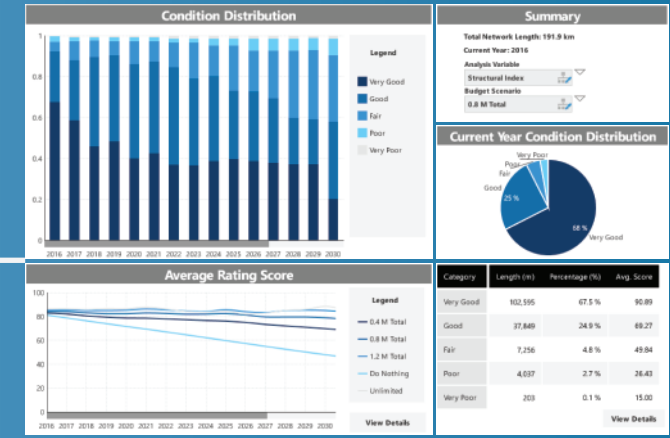 Condition Distribution
1
0.8
0.6
0.4
0.2
0
2016 2017 2018 2019 2020 2021 2022 2023 2024 2025 2026 2027 2028 2029 2030
Legend
Very Good
Good
Fair
Poor
Very Poor
Summary
Total Network Length: 191.9 km
Current Year: 2016
Analysis Variable
Structural Index
Budget Scenario
0.8 M Total
Current Year Condition Distribution
Very Poor
Poor
Fair
Good
25 %
68 %
Very Good
Average Rating Score
100
80
60
40
20
0
2016 2017 2018 2019 2020 2021 2022 2023 2024 2025 2026 2027 2028 2029 2030
Legend
0.4 M Total
0.8 M Total
1.2 M Total
Do Nothing
Unlimited
View Details
Category Length (m) Percentage (%) Avg. Score
Very Good 102,595 67.5 % 90.89
Good 37,849 24.9 % 69.27
Fair 7,256 4.8 % 49.84
Poor 4,037 2.7 % 26.43
Very Poor 203 0.1 % 15.00
View Details